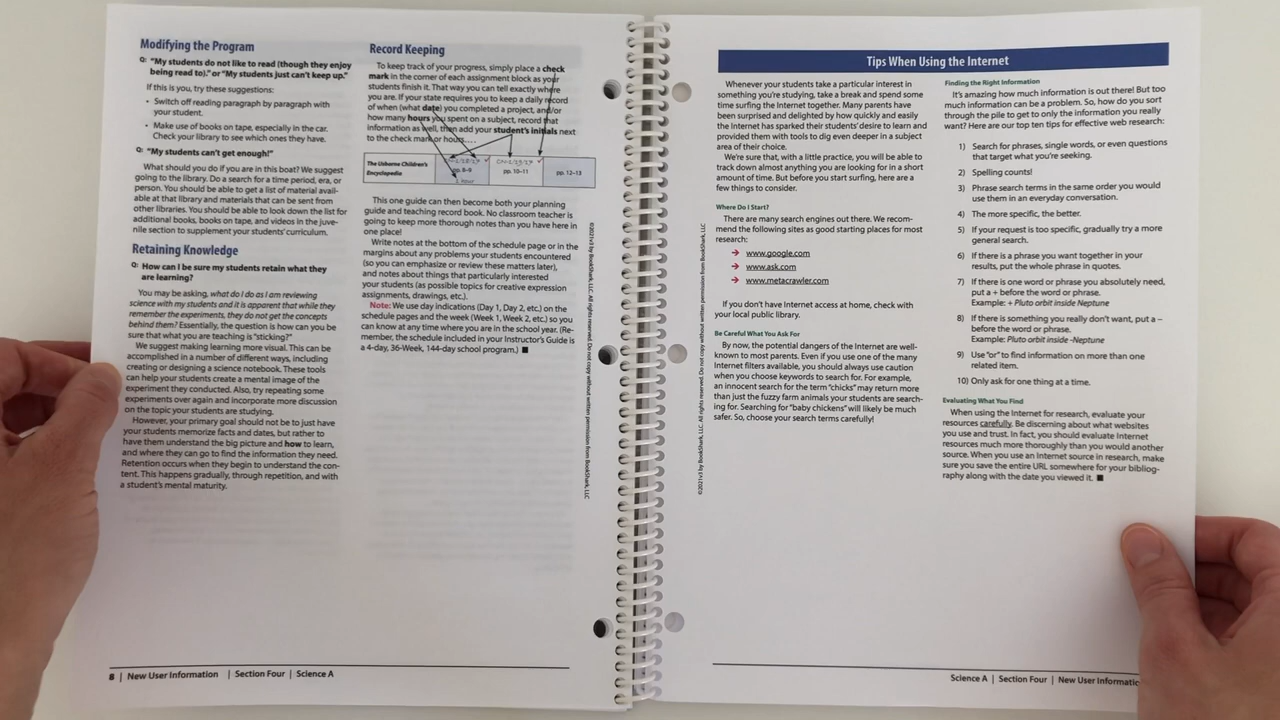 Modifying the Program
Q: "My students do not like to read (though they enjoy
being read to)." or "My students just can't keep up."
If this is you, try these suggestions:
• Switch off reading paragraph by paragraph with
your student.
• Make use of books on tape, especially in the car.
Check your library to see which ones they have.
Q: "My students can't get enough!"
What should you do if you are in this boat? We suggest
going to the library. Do a search for a time period, era, or
person. You should be able to get a list of material avail-
able at that library and materials that can be sent from
other libraries. You should be able to look down the list for
additional books, books on tape, and videos in the juve-
nile section to supplement your students' curriculum.
Retaining Knowledge
Q: How can I be sure my students retain what they
are learning?
You may be asking, what do I do as I am reviewing
science with my students and it is apparent that while they
remember the experiments, they do not get the concepts
behind them? Essentially, the question is how can you be
sure that what you are teaching is "sticking?"
We suggest making learning more visual. This can be
accomplished in a number of different ways, including
creating or designing a science notebook. These tools
can help your students create a mental image of the
experiment they conducted. Also, try repeating some
experiments over again and incorporate more discussion
on the topic your students are studying.
However, your primary goal should not be to just have
your students memorize facts and dates, but rather to
have them understand the big picture and how to learn,
and where they can go to find the information they need.
Retention occurs when they begin to understand the con-
tent. This happens gradually, through repetition, and with
a student's mental maturity.
Record Keeping
To keep track of your progress, simply place a check
mark in the corner of each assignment block as your
students finish it. That way you can tell exactly where
you are. If your state requires you to keep a daily record
of when (what date) you completed a project, and/or
how many hours you spent on a subject, record that
information as well, then add your student's initials next
to the check mark or hours....
The Usborne Children's
Encyclopedia
pp. 8–9
1 hour
pp. 10–11
pp. 12–13
This one guide can then become both your planning
guide and teaching record book. No classroom teacher is
going to keep more thorough notes than you have here in
one place!
Write notes at the bottom of the schedule page or in the
margins about any problems your students encountered
(so you can emphasize or review these matters later),
and notes about things that particularly interested
your students (as possible topics for creative expression
assignments, drawings, etc.).
Note: We use day indications (Day 1, Day 2, etc.) on the
schedule pages and the week (Week 1, Week 2, etc.) so you
can know at any time where you are in the school year. (Re-
member, the schedule included in your Instructor's Guide is
a 4-day, 36-Week, 144-day school program.) ■
©2021v3 by BookShark, LLC. All rights reserved. Do not copy without written permission from BookShark, LLC
8 | New User Information | Section Four | Science A
Tips When Using the Internet
Whenever your students take a particular interest in
something you're studying, take a break and spend some
time surfing the Internet together. Many parents have
been surprised and delighted by how quickly and easily
the Internet has sparked their students' desire to learn and
provided them with tools to dig even deeper in a subject
area of their choice.
We're sure that, with a little practice, you will be able to
track down almost anything you are looking for in a short
amount of time. But before you start surfing, here are a
few things to consider.
Where Do I Start?
There are many search engines out there. We recom-
mend the following sites as good starting places for most
research:
➔ www.google.com
➔ www.ask.com
➔ www.metacrawler.com
If you don't have Internet access at home, check with
your local public library.
Be Careful What You Ask For
By now, the potential dangers of the Internet are well-
known to most parents. Even if you use one of the many
Internet filters available, you should always use caution
when you choose keywords to search for. For example,
an innocent search for the term "chicks" may return more
than just the fuzzy farm animals your students are search-
ing for. Searching for "baby chickens" will likely be much
safer. So, choose your search terms carefully!
Finding the Right Information
It's amazing how much information is out there! But too
much information can be a problem. So, how do you sort
through the pile to get to only the information you really
want? Here are our top ten tips for effective web research:
1) Search for phrases, single words, or even questions
that target what you're seeking.
2) Spelling counts!
3) Phrase search terms in the same order you would
use them in an everyday conversation.
4) The more specific, the better.
5) If your request is too specific, gradually try a more
general search.
6) If there is a phrase you want together in your
results, put the whole phrase in quotes.
7) If there is one word or phrase you absolutely need,
put a + before the word or phrase.
Example: + Pluto orbit inside Neptune
8) If there is something you really don't want, put a –
before the word or phrase.
Example: Pluto orbit inside -Neptune
9) Use "or" to find information on more than one
related item.
10) Only ask for one thing at a time.
Evaluating What You Find
When using the Internet for research, evaluate your
resources carefully. Be discerning about what websites
you use and trust. In fact, you should evaluate Internet
resources much more thoroughly than you would another
source. When you use an Internet source in research, make
sure you save the entire URL somewhere for your bibliog-
raphy along with the date you viewed it. ■
©2021v3 by BookShark, LLC. All rights reserved. Do not copy without written permission from BookShark, LLC
Science A | Section Four | New User Informatio